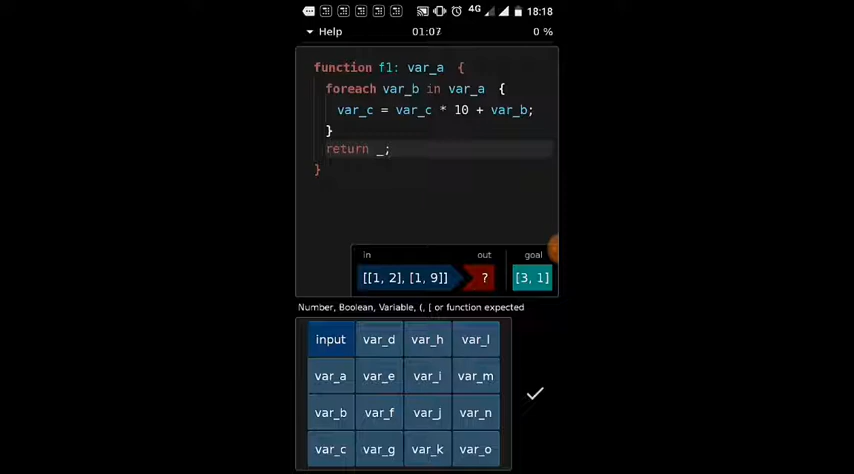 4G 18:18
Help 01:07 0 %
function f1: var_a {
foreach var_b in var_a {
var_c = var_c * 10 + var_b;
}
return _;
}
in out goal
[[1, 2], [1, 9]] ? [3, 1]
Number, Boolean, Variable, (, [ or function expected
input var_d var_h var_l
var_a var_e var_i var_m
var_b var_f var_j var_n
var_c var_g var_k var_o